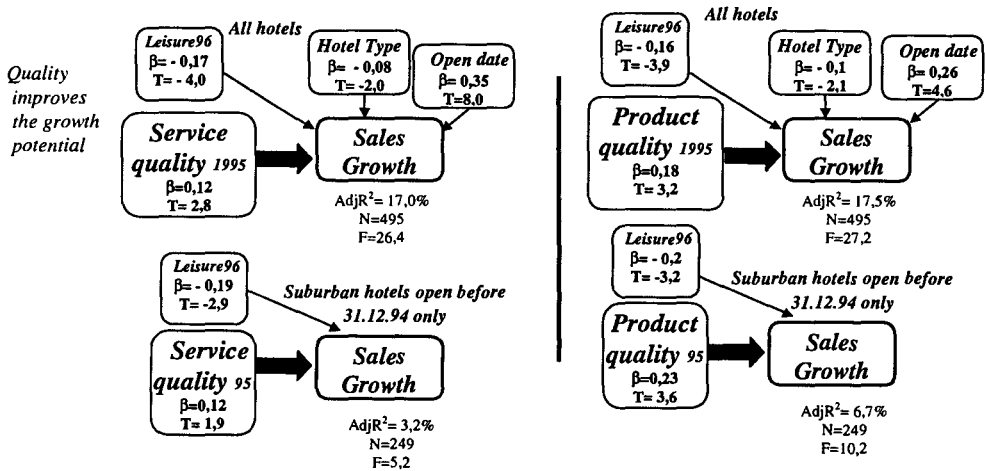 Quality
improves
the growth
potential
All hotels
Leisure96
β= - 0,17
T= - 4,0
Hotel Type
β= - 0,08
T= -2,0
Open date
β= 0,35
T=8,0
Service
quality 1995
β=0,12
T= 2,8
Sales
Growth
AdjR²= 17,0%
N=495
F=26,4
Leisure96
β= - 0,19
T= -2,9
Suburban hotels open before
31.12.94 only
Service
quality 95
β=0,12
T= 1,9
Sales
Growth
AdjR²= 3,2%
N=249
F=5,2
All hotels
Leisure96
β= - 0,16
T= -3,9
Hotel Type
β= - 0,1
T= - 2,1
Open date
β= 0,26
T=4,6
Product
quality 1995
β=0,18
T= 3,2
Sales
Growth
AdjR²= 17,5%
N=495
F=27,2
Leisure96
β= - 0,2
T= -3,2
Suburban hotels open before
31.12.94 only
Product
quality 95
β=0,23
T= 3,6
Sales
Growth
AdjR²= 6,7%
N=249
F=10,2